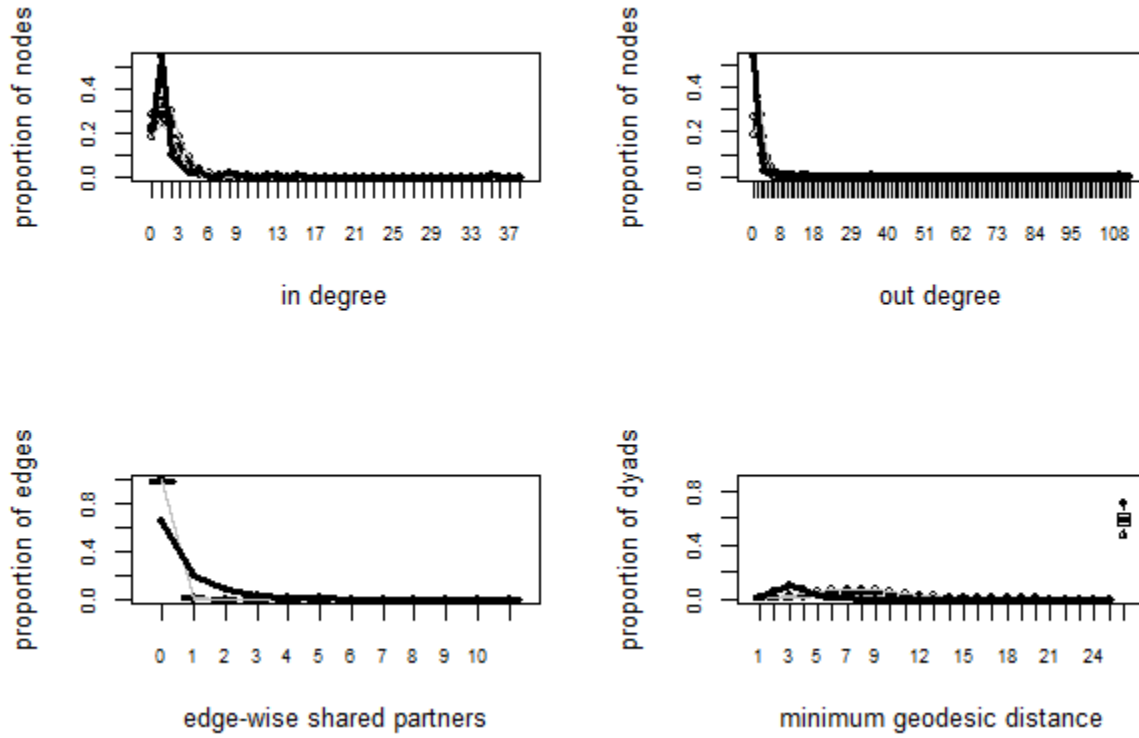 proportion of nodes
0.0 0.2 0.4
0 3 6 9 13 17 21 25 29 33 37
in degree
proportion of nodes
0.0 0.2 0.4
0 8 18 29 40 51 62 73 84 95 108
out degree
proportion of edges
0.0 0.4 0.8
0 1 2 3 4 5 6 7 8 9 10
edge-wise shared partners
proportion of dyads
0.0 0.4 0.8
1 3 5 7 9 12 15 18 21 24
minimum geodesic distance